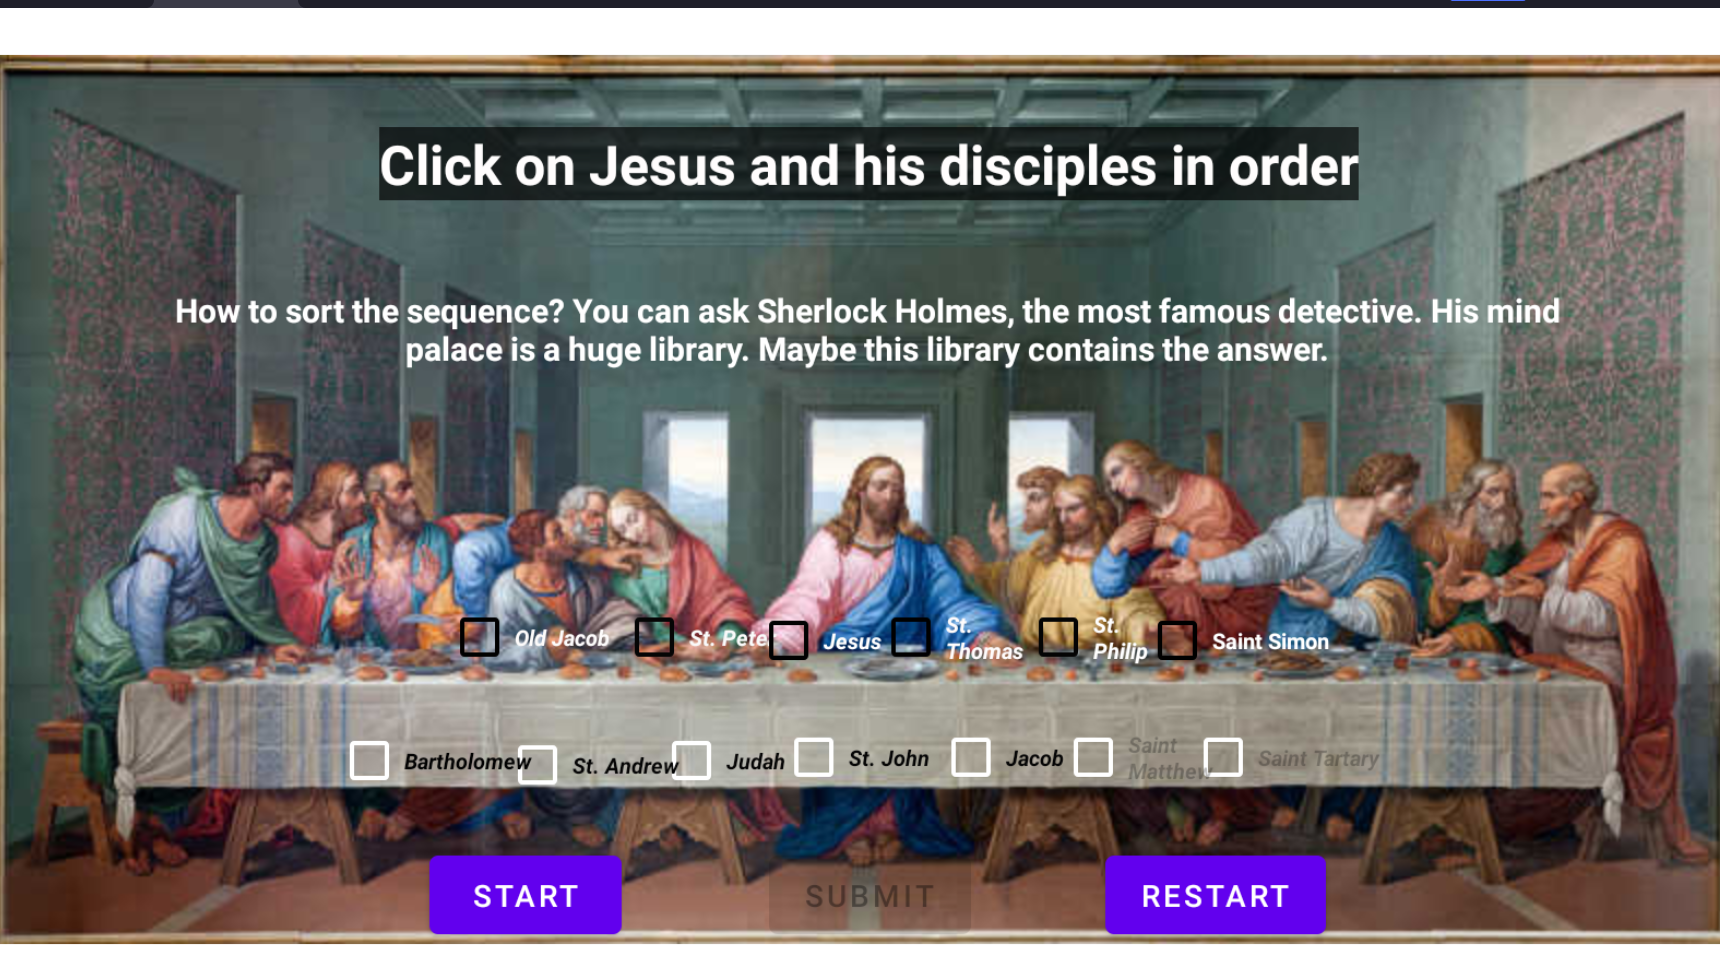 Click on Jesus and his disciples in order
How to sort the sequence? You can ask Sherlock Holmes, the most famous detective. His mind
palace is a huge library. Maybe this library contains the answer.
Old Jacob
St. Pete
Jesus
St.
Thomas
St.
Philip
Saint Simon
Bartholomew
St. Andrew
Judah
St. John
Jacob
Saint
Matthew
Saint Tartary
START
SUBMIT
RESTART